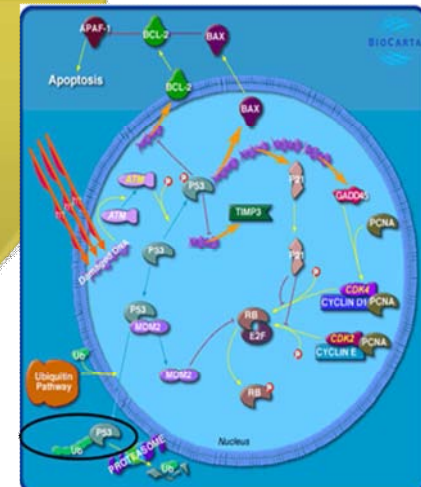 APAF-1
BCL-2
BAX
BIOCARTA
Apoptosis
BCL-2
BAX
ATM
P
P53
P
P21
GADD45
ATM
TIMP3
PCNA
Damaged DNA
P53
P21
CDK4
CYCLIN D1
PCNA
P53
MDM2
RB
E2F
P
CDK2
PCNA
CYCLIN E
Ub
MDM2
P
Ubiquitin
Pathway
RB
P
P53
Ub
Nucleus
PROTEASOME
Ub